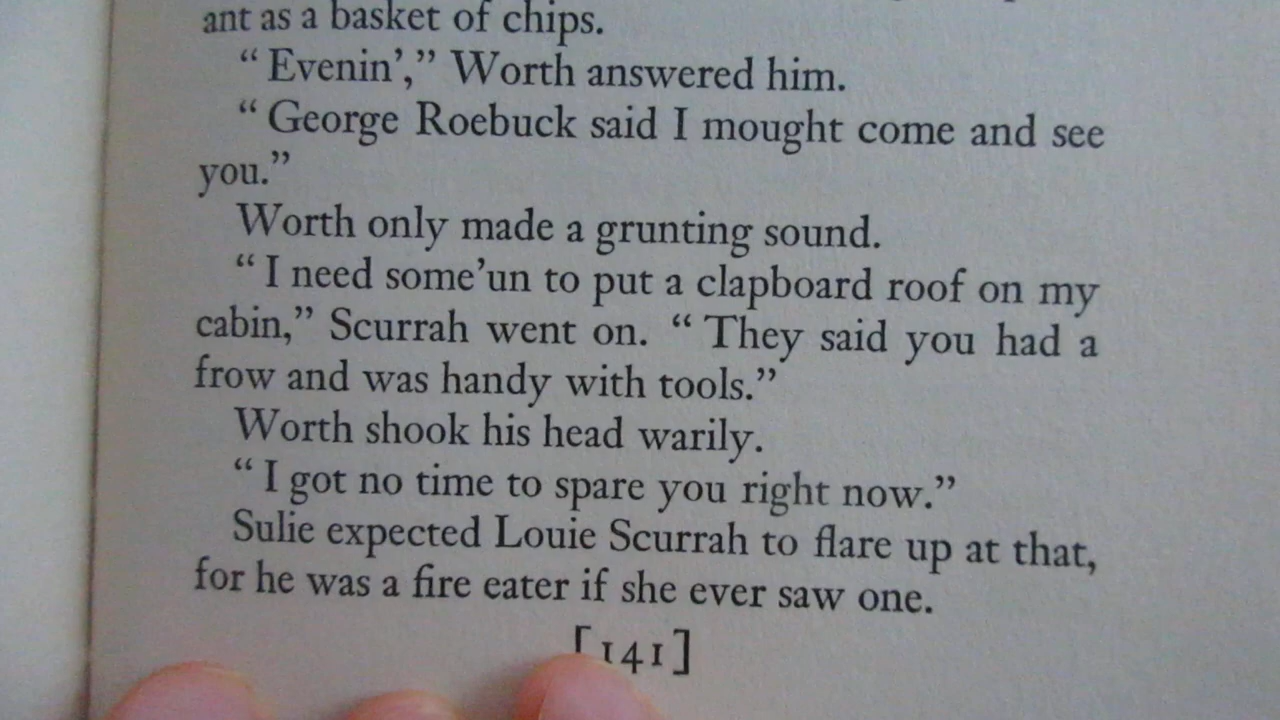 ant as a basket of chips.
“Evenin’,” Worth answered him.
“George Roebuck said I mought come and see
you.”
Worth only made a grunting sound.
“I need some’un to put a clapboard roof on my
cabin,” Scurrah went on. “They said you had a
frow and was handy with tools.”
Worth shook his head warily.
“I got no time to spare you right now.”
Sulie expected Louie Scurrah to flare up at that,
for he was a fire eater if she ever saw one.
[141]